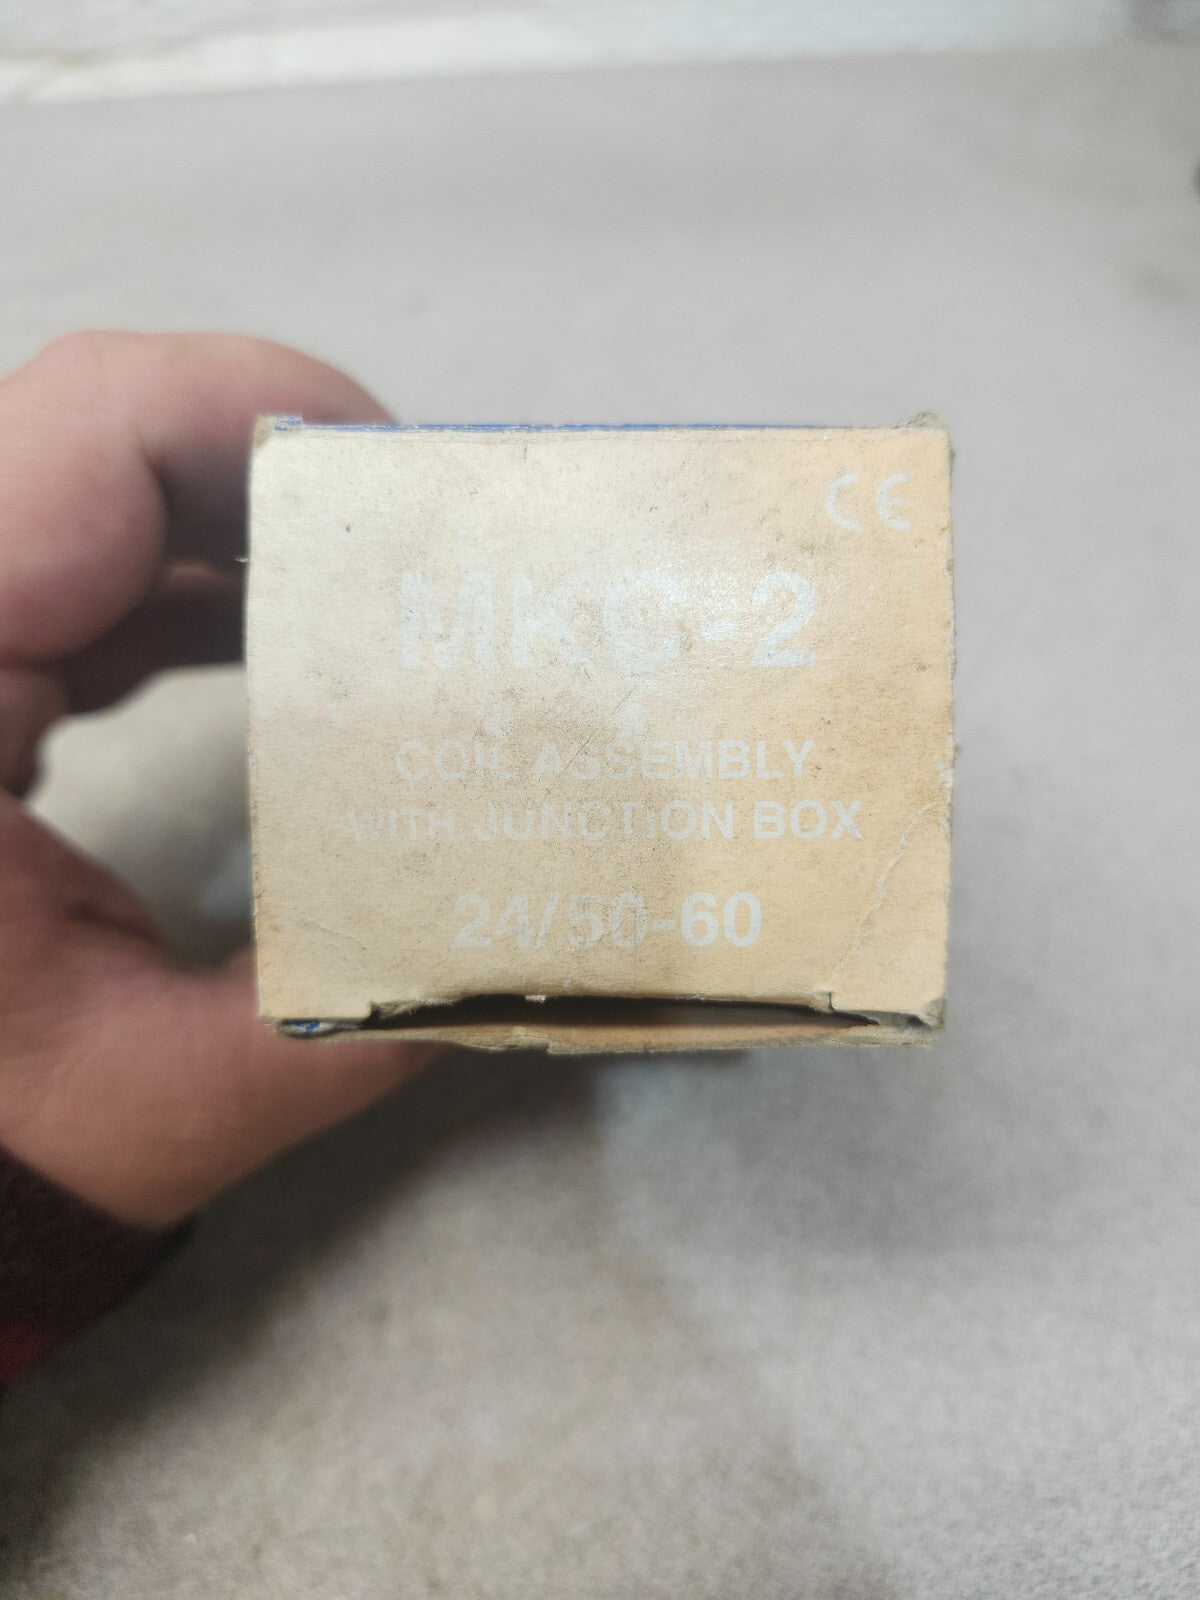 CE
MKC-2
COIL ASSEMBLY
WITH JUNCTION BOX
24/50-60